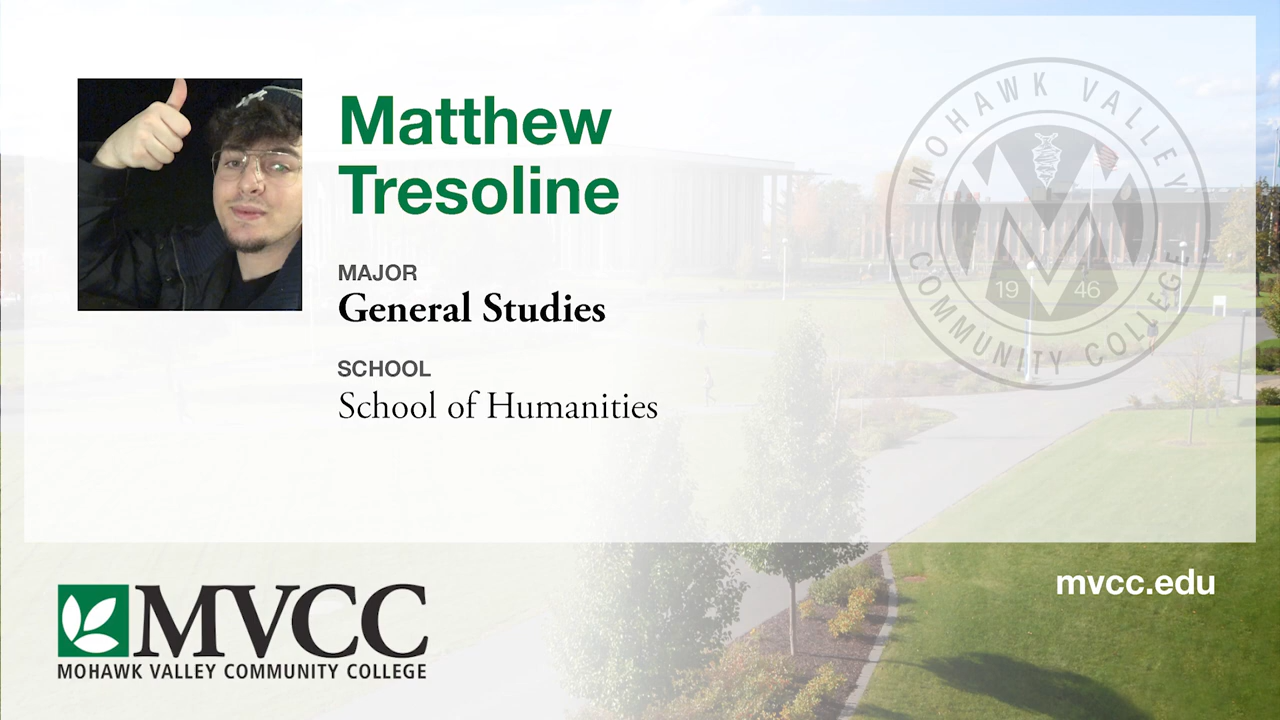 Matthew
Tresoline
MAJOR
General Studies
SCHOOL
School of Humanities
MOHAWK VALLEY
19 46
COMMUNITY COLLEGE
mvcc.edu
MVCC
MOHAWK VALLEY COMMUNITY COLLEGE